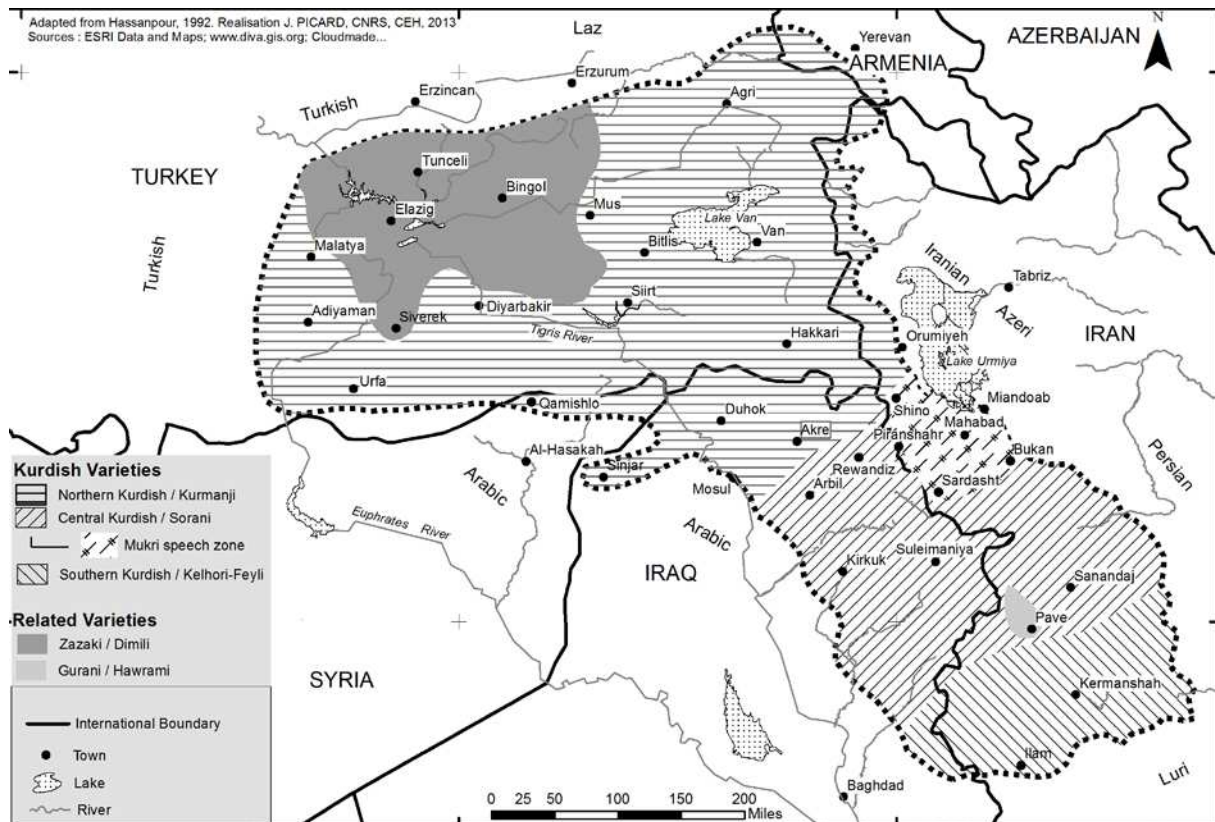 Adapted from Hassanpour, 1992. Realisation J. PICARD, CNRS, CEH, 2013
Sources : ESRI Data and Maps; www.diva.gis.org; Cloudmade...
Laz
Yerevan
AZERBAIJAN
N
ARMENIA
Erzurum
Erzincan
Turkish
Agri
TURKEY
Tunceli
Bingol
Mus
Elazig
Lake Van
Van
Malatya
Bitlis
Turkish
Iranian
Tabriz
Azeri
IRAN
Adiyaman
Siverek
Diyarbakir
Siirt
Tigris River
Hakkari
Orumiyeh
Lake Urmiya
Urfa
Qamishlo
Duhok
Shino
Miandoab
Mahabad
Akre
Piranshahr
Bukan
Al-Hasakah
Sinjar
Rewandiz
Persian
Arabic
Mosul
Arbil
Sardasht
Euphrates River
Arabic
Kirkuk
Suleimaniya
IRAQ
Sanandaj
Pave
SYRIA
Kermanshah
Ilam
Luri
Baghdad
Kurdish Varieties
Northern Kurdish / Kurmanji
Central Kurdish / Sorani
Mukri speech zone
Southern Kurdish / Kelhori-Feyli
Related Varieties
Zazaki / Dimili
Gurani / Hawrami
International Boundary
Town
Lake
River
0 25 50 100 150 200
Miles